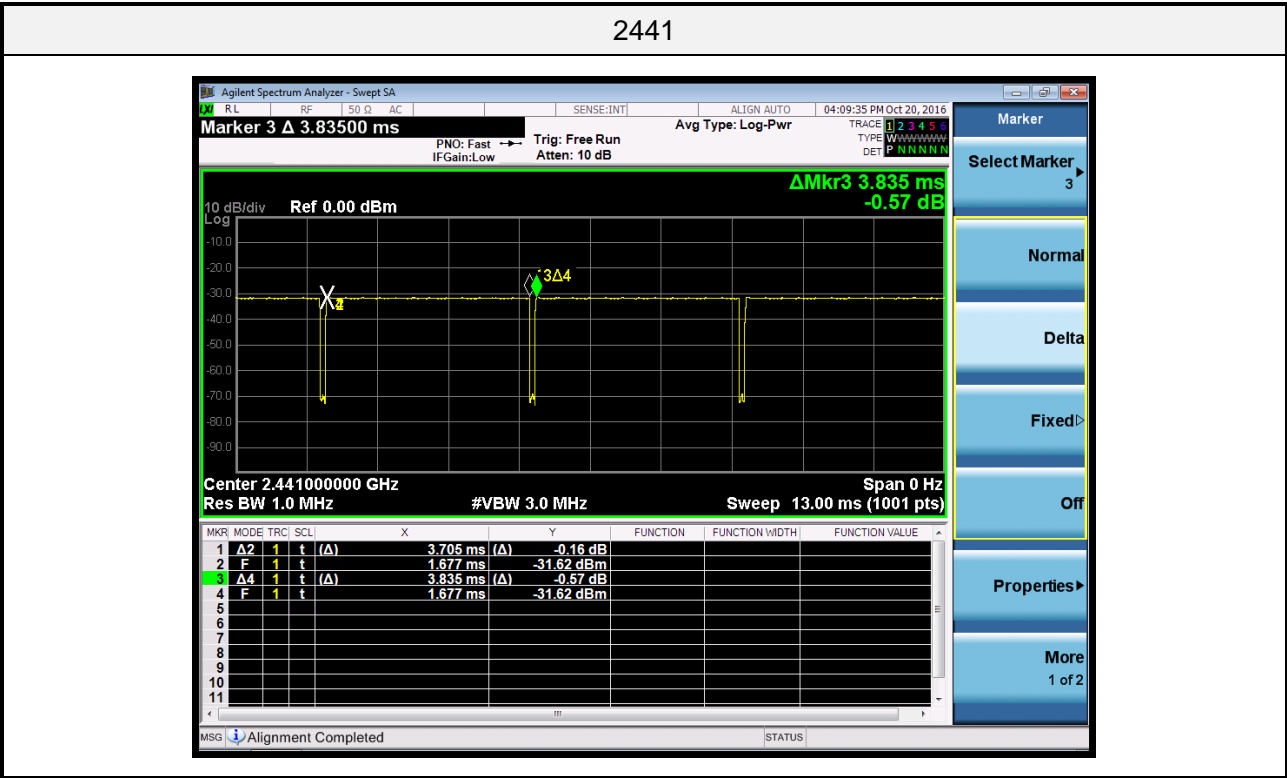 2441
Agilent Spectrum Analyzer - Swept SA
RL RF 50 Ω AC SENSE:INT ALIGN AUTO 04:09:35 PM Oct 20, 2016
Marker 3 Δ 3.83500 ms
PNO: Fast
IFGain:Low
Trig: Free Run
Atten: 10 dB
Avg Type: Log-Pwr
TRACE 1 2 3 4 5 6
TYPE WWWWWW
DET P N N N N N
ΔMkr3 3.835 ms
-0.57 dB
10 dB/div Ref 0.00 dBm
Log
-10.0
-20.0
3Δ4
-30.0
-40.0
-50.0
-60.0
-70.0
-80.0
-90.0
Center 2.441000000 GHz Span 0 Hz
Res BW 1.0 MHz #VBW 3.0 MHz Sweep 13.00 ms (1001 pts)
MKR MODE TRC SCL X Y FUNCTION FUNCTION WIDTH FUNCTION VALUE
1 Δ2 1 t (Δ) 3.705 ms (Δ) -0.16 dB
2 F 1 t 1.677 ms -31.62 dBm
3 Δ4 1 t (Δ) 3.835 ms (Δ) -0.57 dB
4 F 1 t 1.677 ms -31.62 dBm
5
6
7
8
9
10
11
MSG Alignment Completed STATUS
Marker
Select Marker
3
Normal
Delta
Fixed
Off
Properties
More
1 of 2